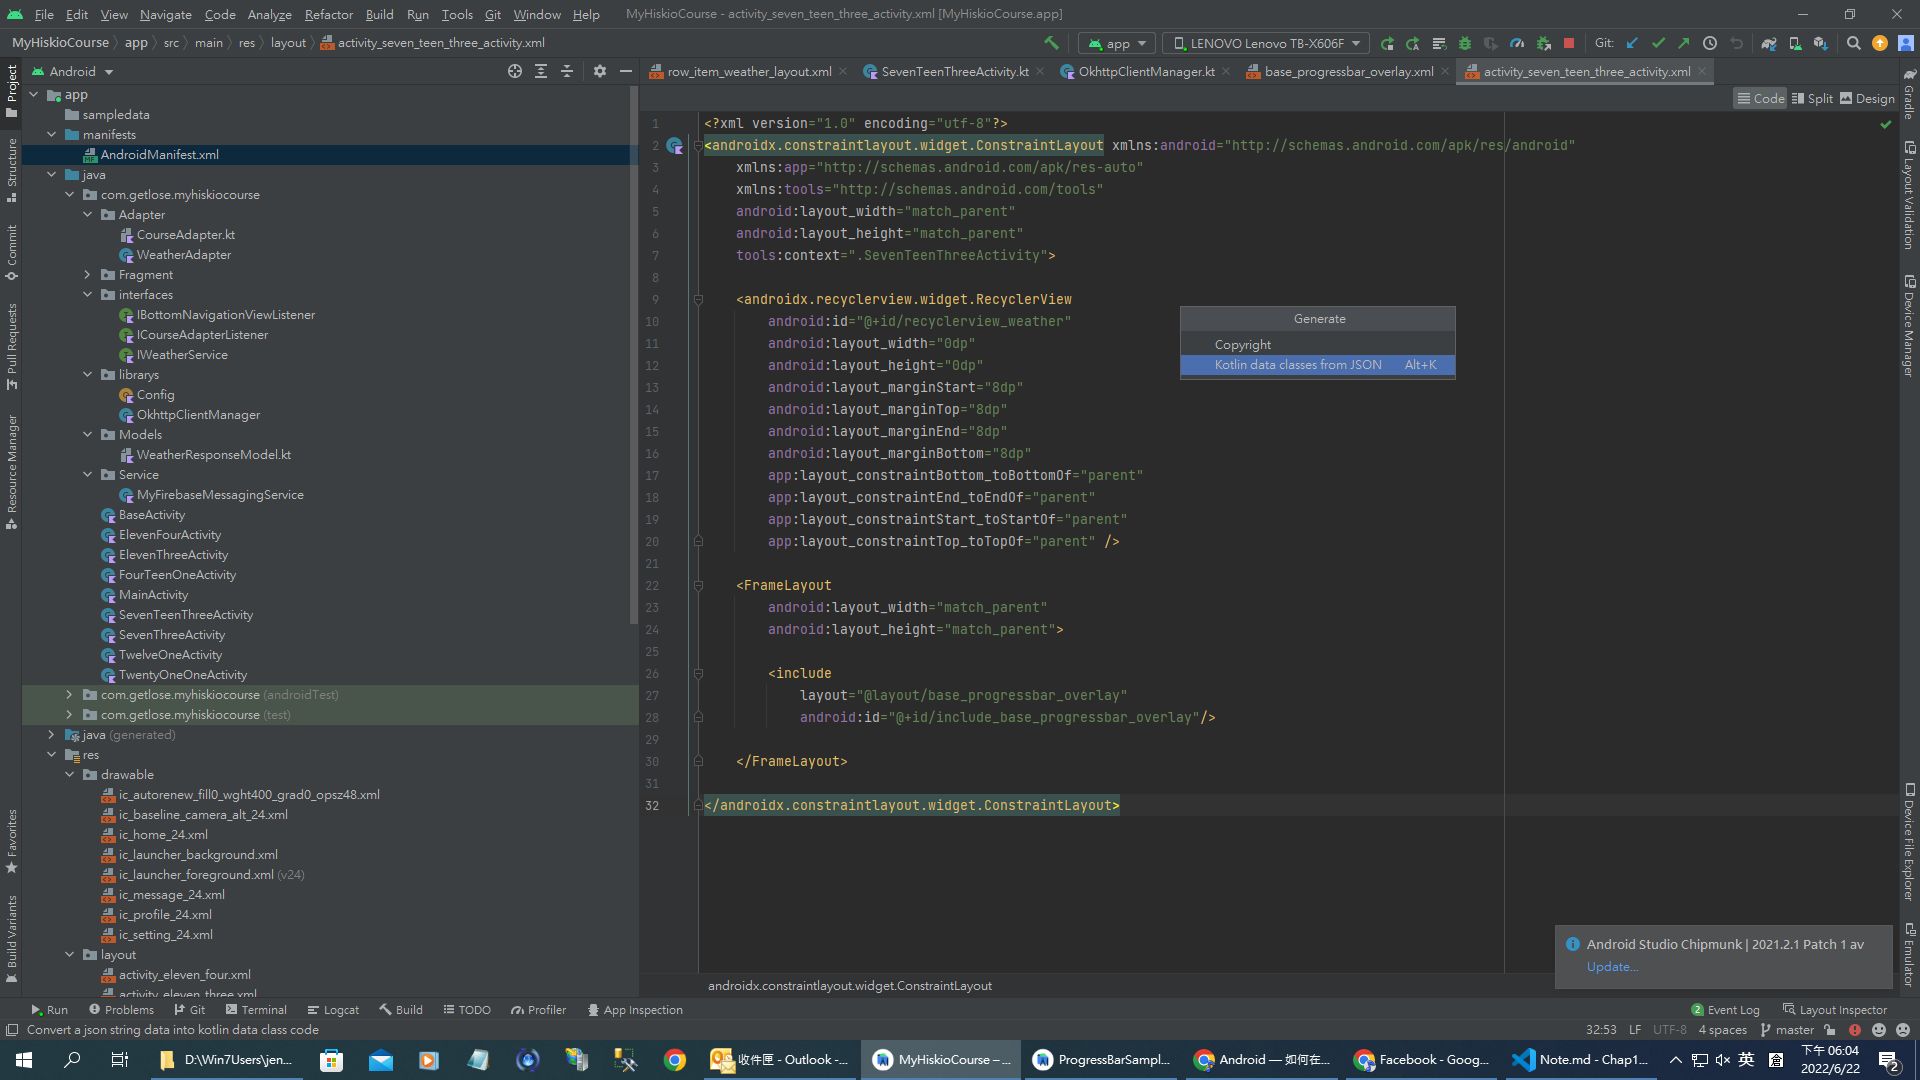 File Edit View Navigate Code Analyze Refactor Build Run Tools Git Window Help MyHiskioCourse - activity_seven_teen_three_activity.xml [MyHiskioCourse.app]
MyHiskioCourse app src main res layout activity_seven_teen_three_activity.xml app LENOVO Lenovo TB-X606F Git:
Android
row_item_weather_layout.xml SevenTeenThreeActivity.kt OkhttpClientManager.kt base_progressbar_overlay.xml activity_seven_teen_three_activity.xml
Code Split Design
Project
Structure
Commit
Pull Requests
Resource Manager
Favorites
Build Variants
app
sampledata
manifests
AndroidManifest.xml
java
com.getlose.myhiskiocourse
Adapter
CourseAdapter.kt
WeatherAdapter
Fragment
interfaces
IBottomNavigationViewListener
ICourseAdapterListener
IWeatherService
librarys
Config
OkhttpClientManager
Models
WeatherResponseModel.kt
Service
MyFirebaseMessagingService
BaseActivity
ElevenFourActivity
ElevenThreeActivity
FourTeenOneActivity
MainActivity
SevenTeenThreeActivity
SevenThreeActivity
TwelveOneActivity
TwentyOneOneActivity
com.getlose.myhiskiocourse (androidTest)
com.getlose.myhiskiocourse (test)
java (generated)
res
drawable
ic_autorenew_fill0_wght400_grad0_opsz48.xml
ic_baseline_camera_alt_24.xml
ic_home_24.xml
ic_launcher_background.xml
ic_launcher_foreground.xml (v24)
ic_message_24.xml
ic_profile_24.xml
ic_setting_24.xml
layout
activity_eleven_four.xml
activity_eleven_three.xml
1 <?xml version="1.0" encoding="utf-8"?>
2 <androidx.constraintlayout.widget.ConstraintLayout xmlns:android="http://schemas.android.com/apk/res/android"
3 xmlns:app="http://schemas.android.com/apk/res-auto"
4 xmlns:tools="http://schemas.android.com/tools"
5 android:layout_width="match_parent"
6 android:layout_height="match_parent"
7 tools:context=".SevenTeenThreeActivity">
8
9 <androidx.recyclerview.widget.RecyclerView
10 android:id="@+id/recyclerview_weather"
11 android:layout_width="0dp"
12 android:layout_height="0dp"
13 android:layout_marginStart="8dp"
14 android:layout_marginTop="8dp"
15 android:layout_marginEnd="8dp"
16 android:layout_marginBottom="8dp"
17 app:layout_constraintBottom_toBottomOf="parent"
18 app:layout_constraintEnd_toEndOf="parent"
19 app:layout_constraintStart_toStartOf="parent"
20 app:layout_constraintTop_toTopOf="parent" />
21
22 <FrameLayout
23 android:layout_width="match_parent"
24 android:layout_height="match_parent">
25
26 <include
27 layout="@layout/base_progressbar_overlay"
28 android:id="@+id/include_base_progressbar_overlay"/>
29
30 </FrameLayout>
31
32 </androidx.constraintlayout.widget.ConstraintLayout>
Generate
Copyright
Kotlin data classes from JSON Alt+K
Gradle
Layout Validation
Device Manager
Device File Explorer
Emulator
Android Studio Chipmunk | 2021.2.1 Patch 1 av
Update...
androidx.constraintlayout.widget.ConstraintLayout
Run Problems Git Terminal Logcat Build TODO Profiler App Inspection 2 Event Log Layout Inspector
Convert a json string data into kotlin data class code 32:53 LF UTF-8 4 spaces master
D:\Win7Users\jen... 收件匣 - Outlook -... MyHiskioCourse – ... ProgressBarSampl... Android — 如何在... Facebook - Goog... Note.md - Chap1... 英 倉 下午 06:04
2022/6/22 2